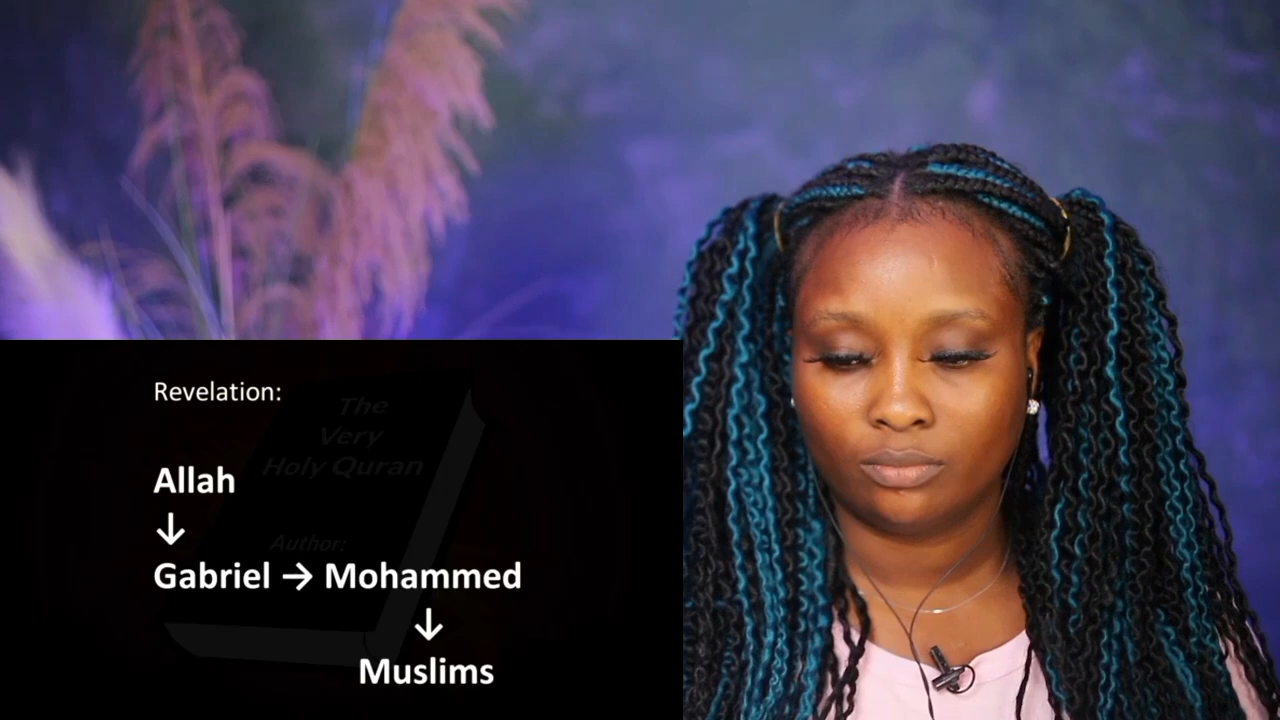 Revelation:
The
Very
Holy Quran
Allah
↓
Author:
Gabriel → Mohammed
↓
Muslims